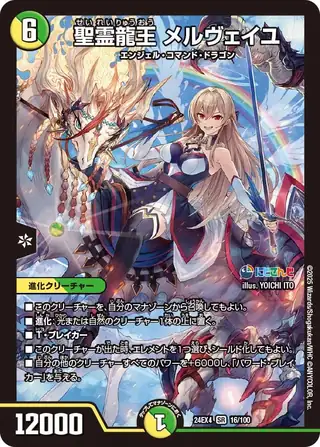 6
せいれいりゅうおう
聖霊龍王 メルヴェイユ
エンジェル・コマンド・ドラゴン
にじさんじ
illus. YOICHI ITO
進化クリーチャー
■このクリーチャーを、自分のマナゾーンから召喚してもよい。
■進化:光または自然のクリーチャー1体の上に置く。
■T・ブレイカー
■このクリーチャーが出た時、エレメントを1つ選び、シールド化してもよい。
■自分の他のクリーチャーすべてのパワーを+6000し、「パワード・ブレイカー」を与える。
12000
1
24EX4 SR 16/100